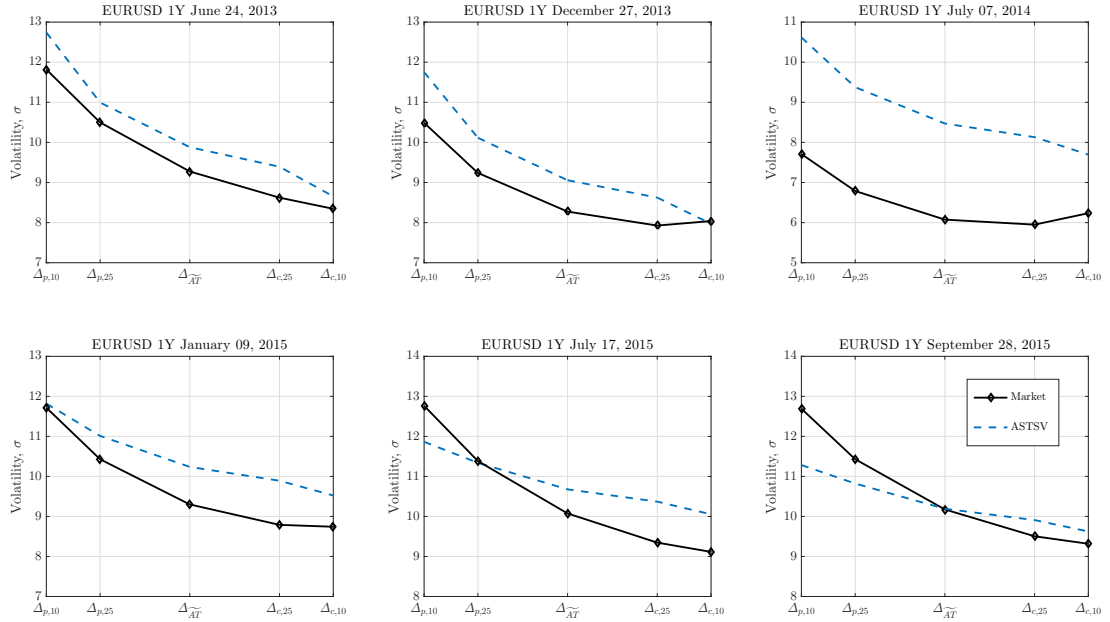 EURUSD 1Y June 24, 2013
Volatility, σ
13
12
11
10
9
8
7
Δp,10 Δp,25 ΔAT͠ Δc,25 Δc,10
EURUSD 1Y December 27, 2013
Volatility, σ
13
12
11
10
9
8
7
Δp,10 Δp,25 ΔAT͠ Δc,25 Δc,10
EURUSD 1Y July 07, 2014
Volatility, σ
11
10
9
8
7
6
5
Δp,10 Δp,25 ΔAT͠ Δc,25 Δc,10
EURUSD 1Y January 09, 2015
Volatility, σ
13
12
11
10
9
8
7
Δp,10 Δp,25 ΔAT͠ Δc,25 Δc,10
EURUSD 1Y July 17, 2015
Volatility, σ
14
13
12
11
10
9
8
Δp,10 Δp,25 ΔAT͠ Δc,25 Δc,10
EURUSD 1Y September 28, 2015
Volatility, σ
14
13
12
11
10
9
8
Δp,10 Δp,25 ΔAT͠ Δc,25 Δc,10
Market
ASTSV